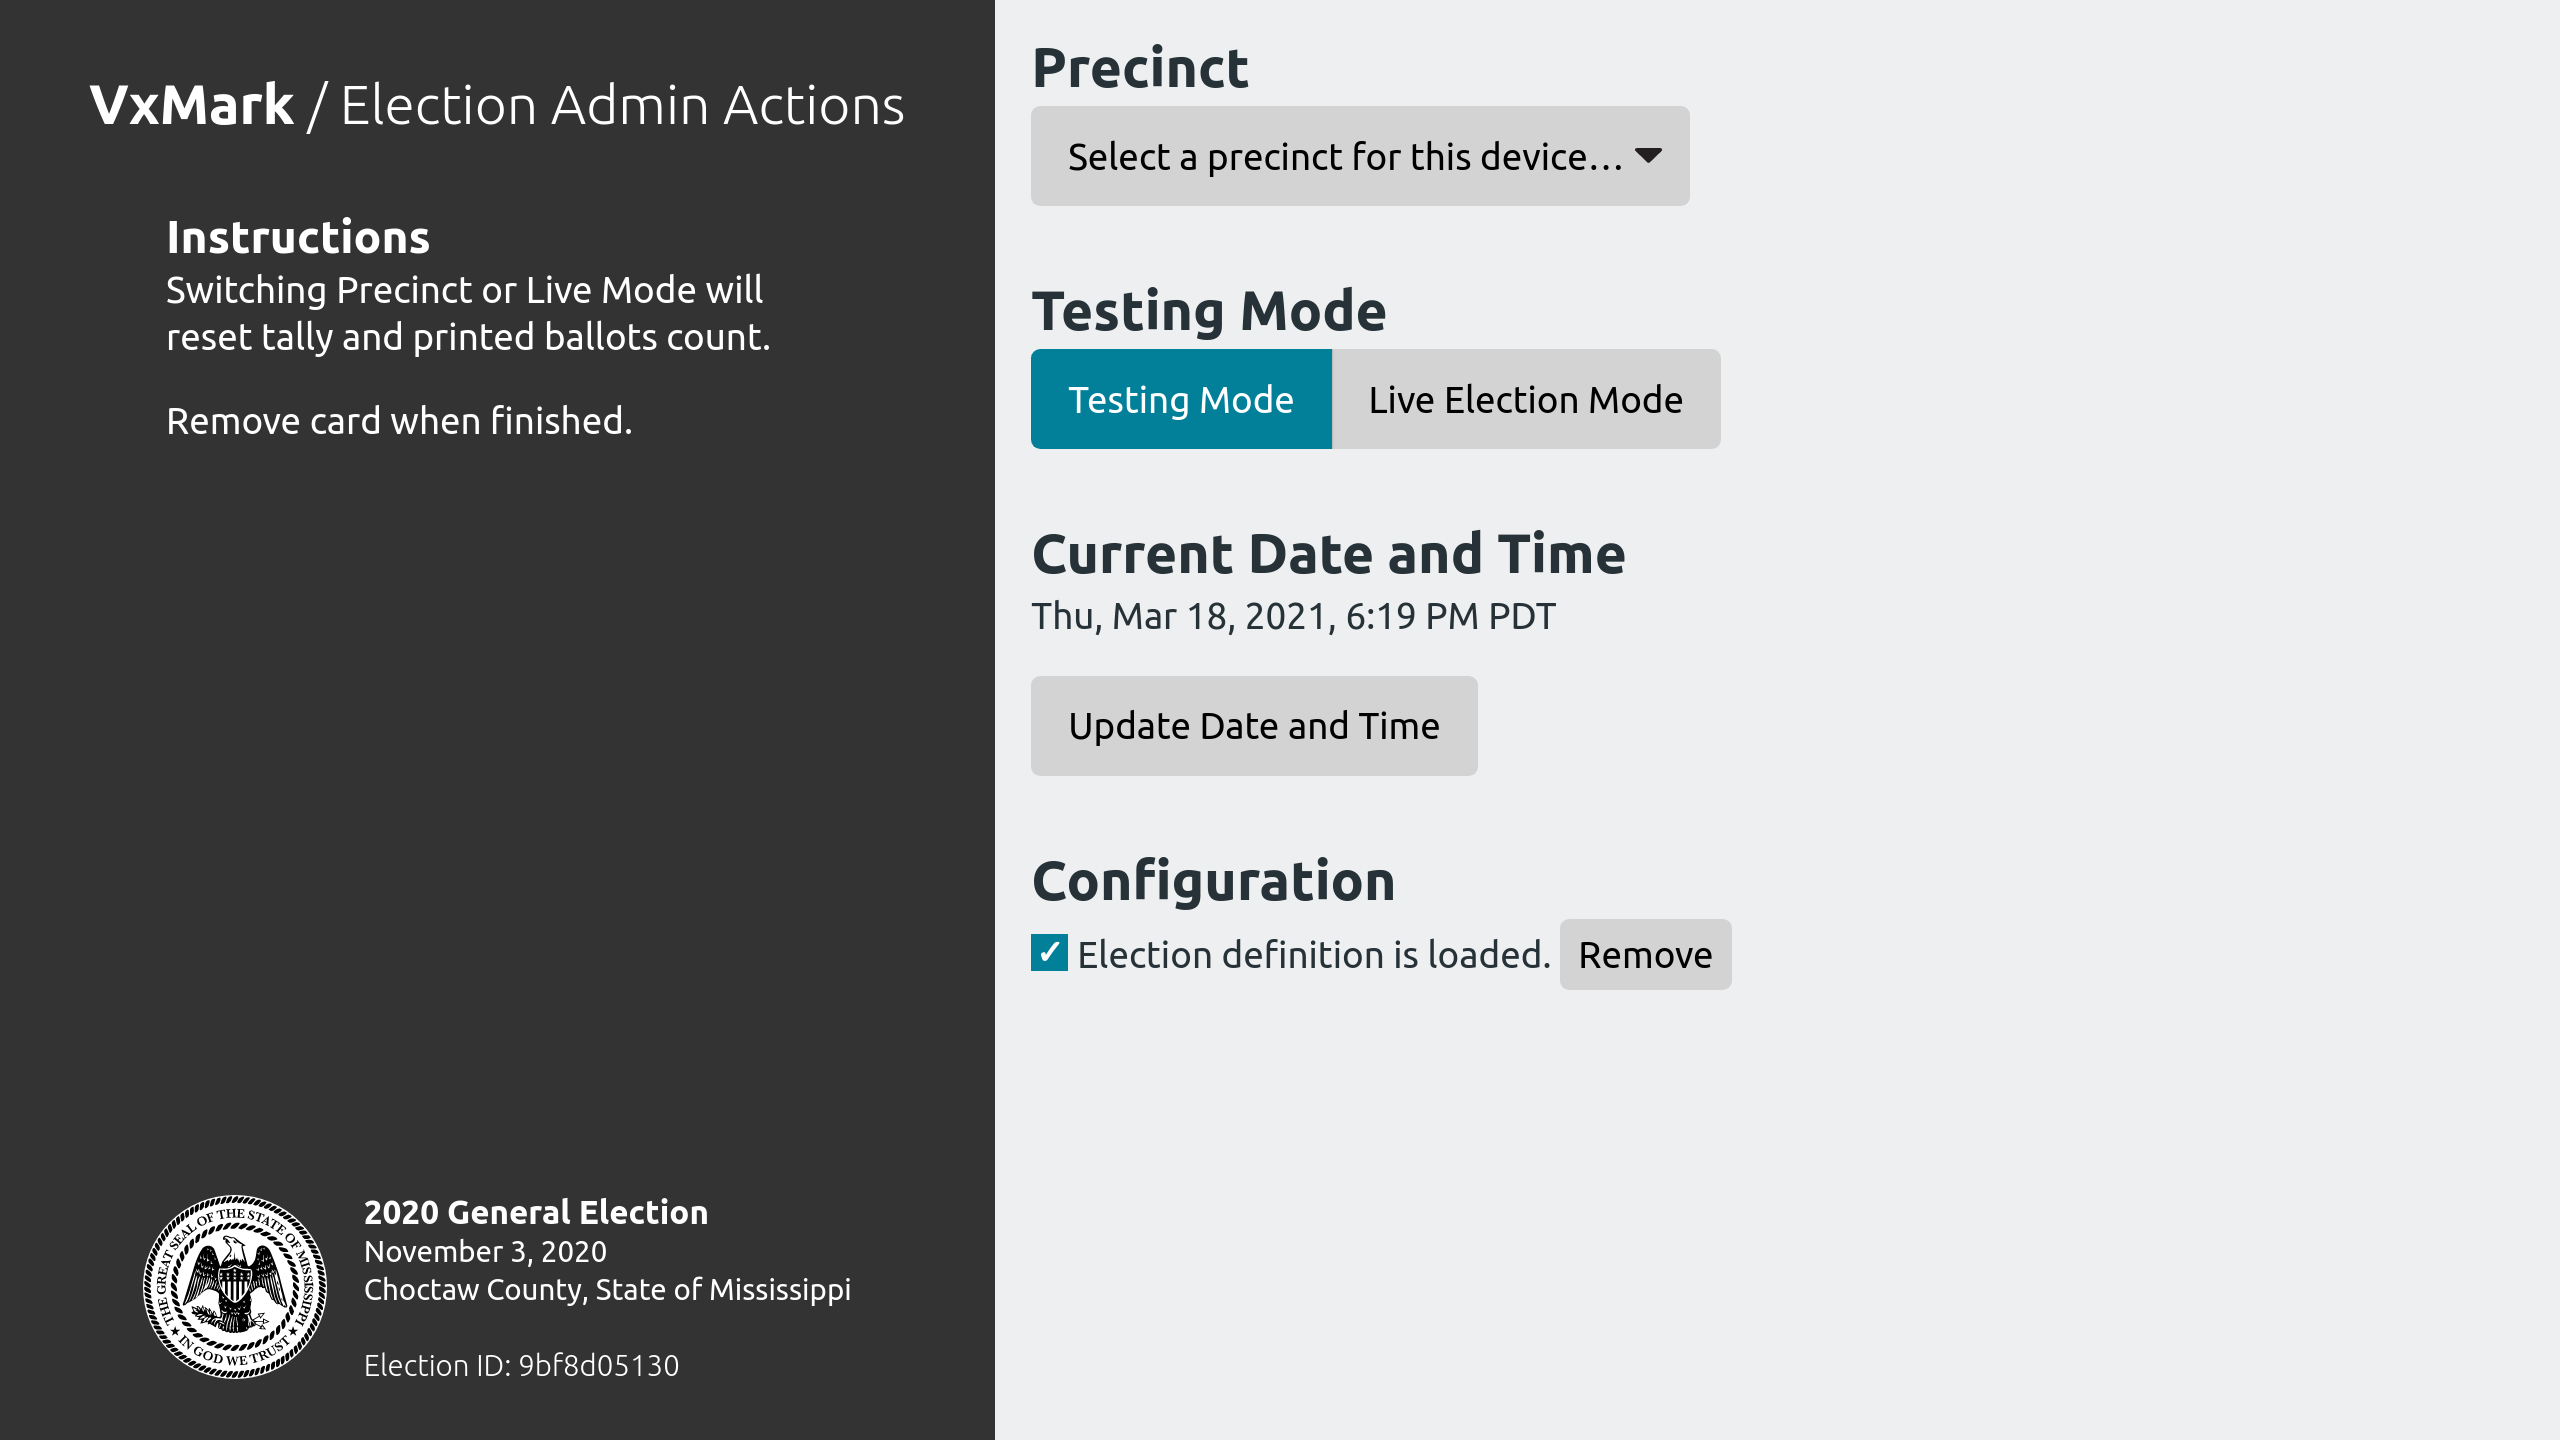 VxMark / Election Admin Actions
Instructions
Switching Precinct or Live Mode will
reset tally and printed ballots count.
Remove card when finished.
THE GREAT SEAL OF THE STATE OF MISSISSIPPI
★ IN GOD WE TRUST ★
2020 General Election
November 3, 2020
Choctaw County, State of Mississippi
Election ID: 9bf8d05130
Precinct
Select a precinct for this device…
Testing Mode
Testing Mode Live Election Mode
Current Date and Time
Thu, Mar 18, 2021, 6:19 PM PDT
Update Date and Time
Configuration
✓ Election definition is loaded. Remove